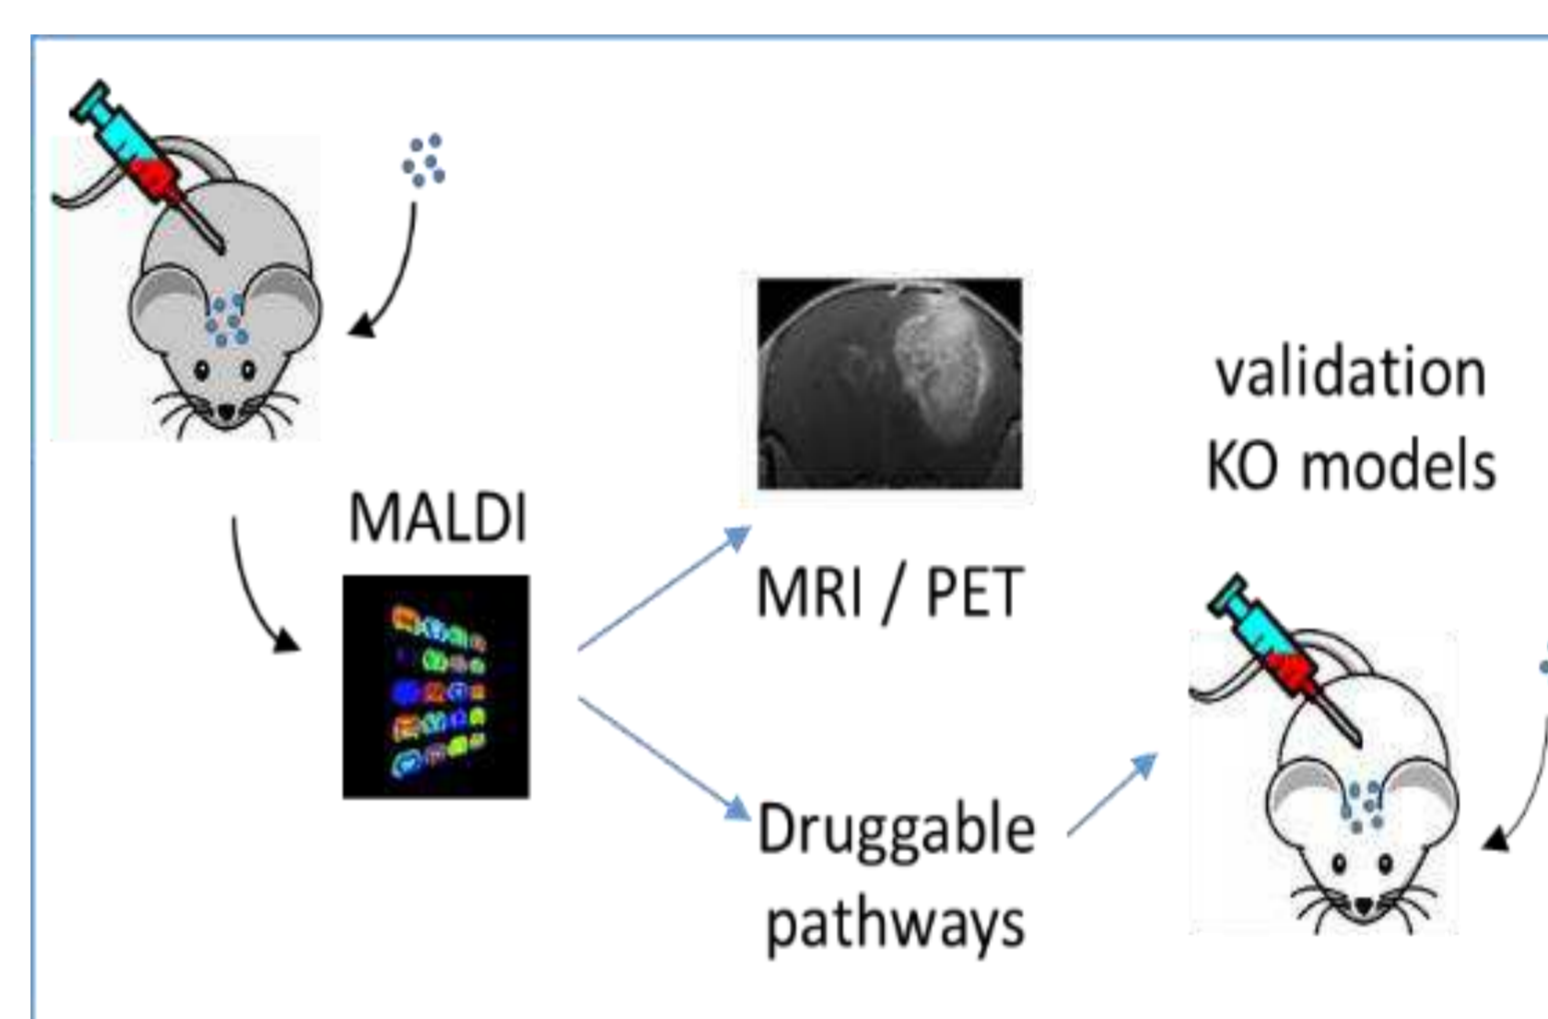 MALDI
MRI / PET
Druggable
pathways
validation
KO models